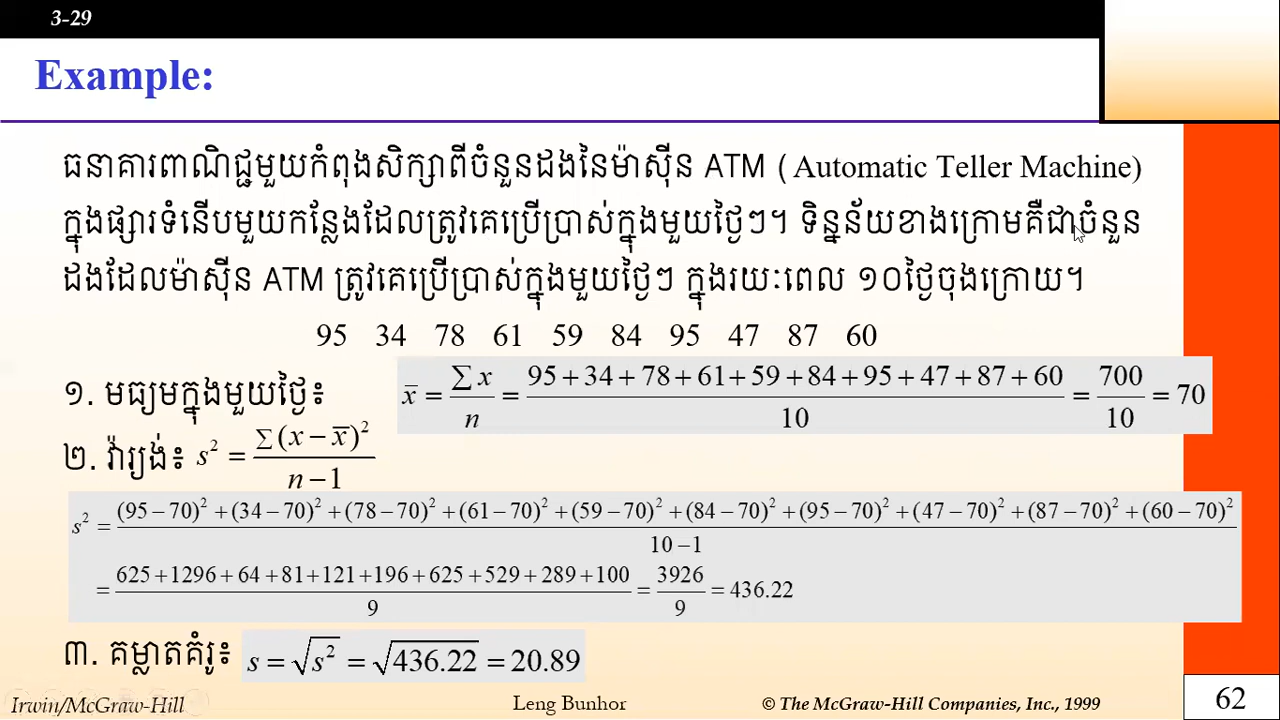 3-29
Example:
ធនាគារពាណិជ្ជមួយកំពុងសិក្សាពីចំនួនដងនៃម៉ាស៊ីន ATM ( Automatic Teller Machine)
ក្នុងផ្សារទំនើបមួយកន្លែងដែលត្រូវគេប្រើប្រាស់ក្នុងមួយថ្ងៃៗ។ ទិន្នន័យខាងក្រោមគឺជាចំនួន
ដងដែលម៉ាស៊ីន ATM ត្រូវគេប្រើប្រាស់ក្នុងមួយថ្ងៃៗ ក្នុងរយៈពេល ១០ថ្ងៃចុងក្រោយ។
95 34 78 61 59 84 95 47 87 60
១. មធ្យមក្នុងមួយថ្ងៃ៖ x̄ = ∑x / n = (95 + 34 + 78 + 61 + 59 + 84 + 95 + 47 + 87 + 60) / 10 = 700 / 10 = 70
២. វ៉ារ្យង់៖ s² = ∑(x − x̄)² / (n − 1)
s² = ((95 − 70)² + (34 − 70)² + (78 − 70)² + (61 − 70)² + (59 − 70)² + (84 − 70)² + (95 − 70)² + (47 − 70)² + (87 − 70)² + (60 − 70)²) / (10 − 1)
= (625 + 1296 + 64 + 81 + 121 + 196 + 625 + 529 + 289 + 100) / 9 = 3926 / 9 = 436.22
៣. គម្លាតគំរូ៖ s = √s² = √436.22 = 20.89
Irwin/McGraw-Hill Leng Bunhor © The McGraw-Hill Companies, Inc., 1999 62